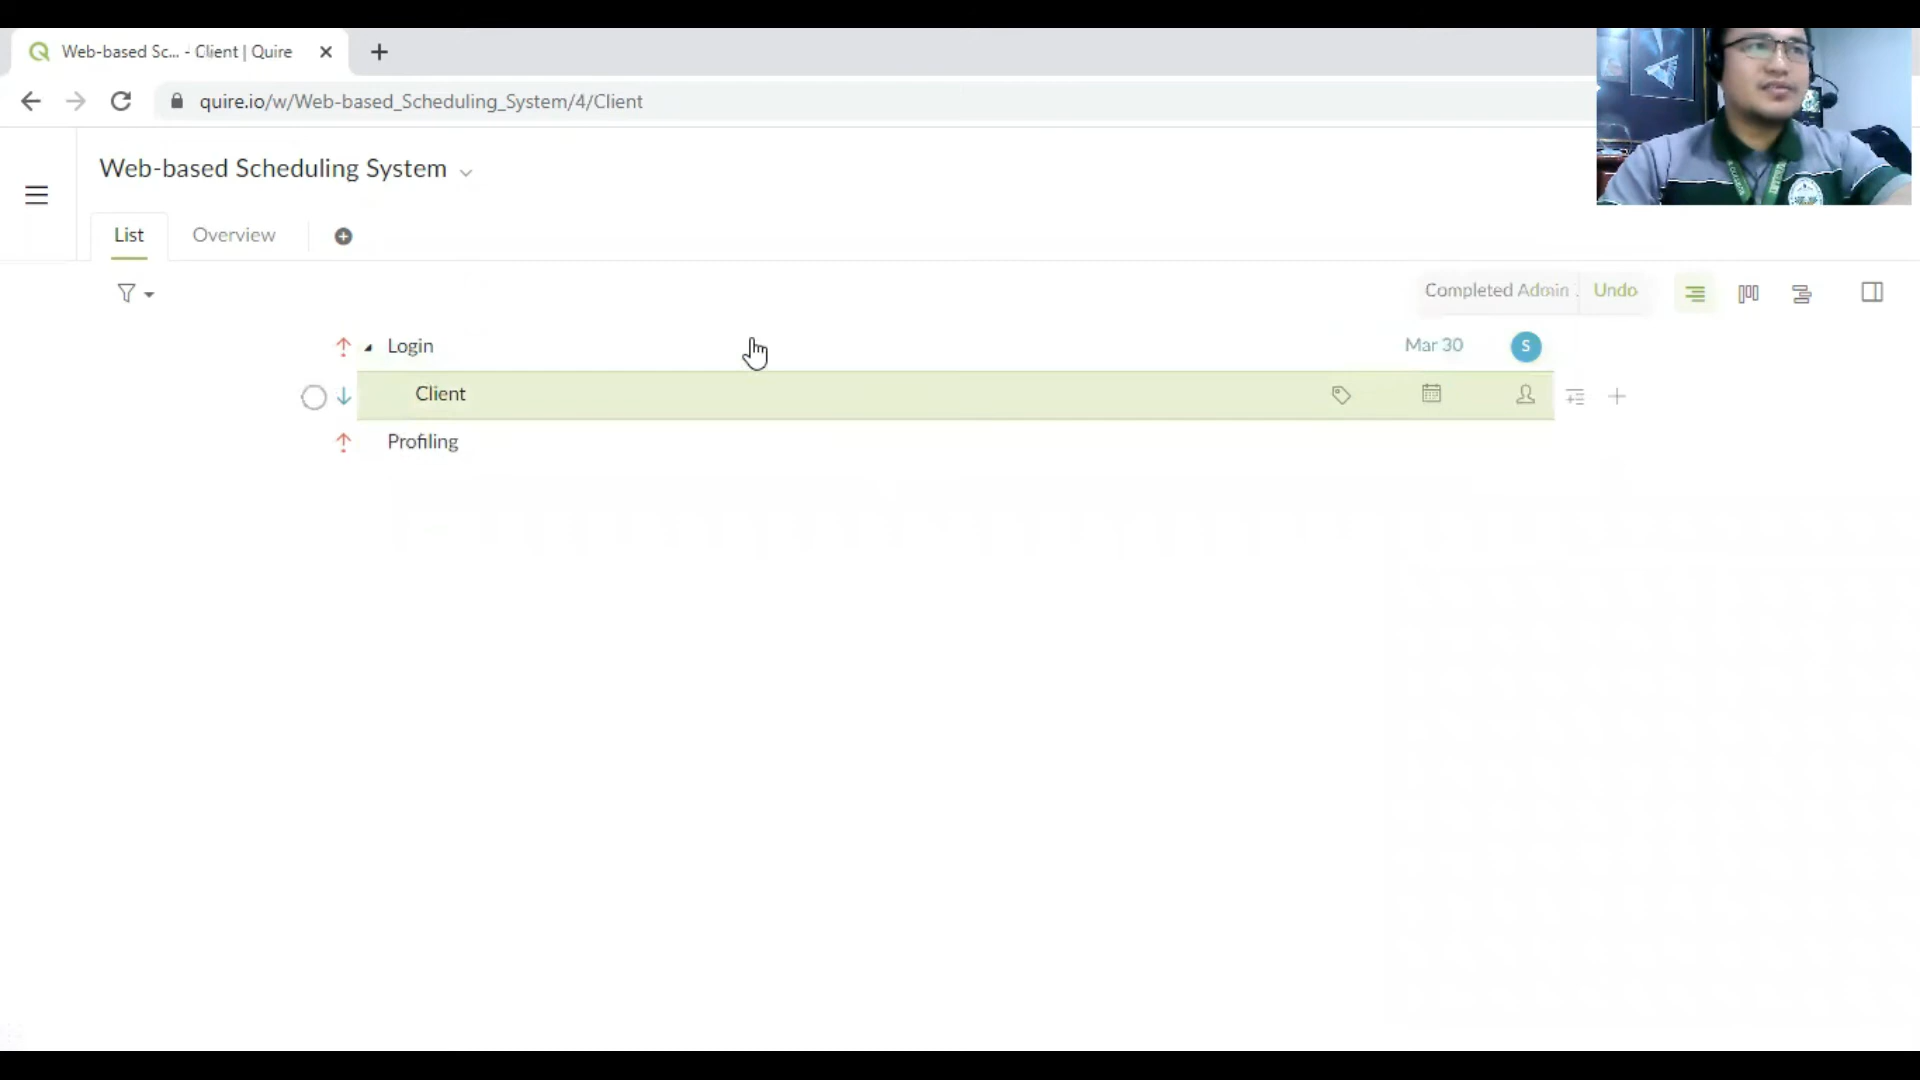 Web-based Sc... - Client | Quire
quire.io/w/Web-based_Scheduling_System/4/Client
Web-based Scheduling System
List
Overview
Completed Admin . Undo
Login
Mar 30
S
Client
Profiling